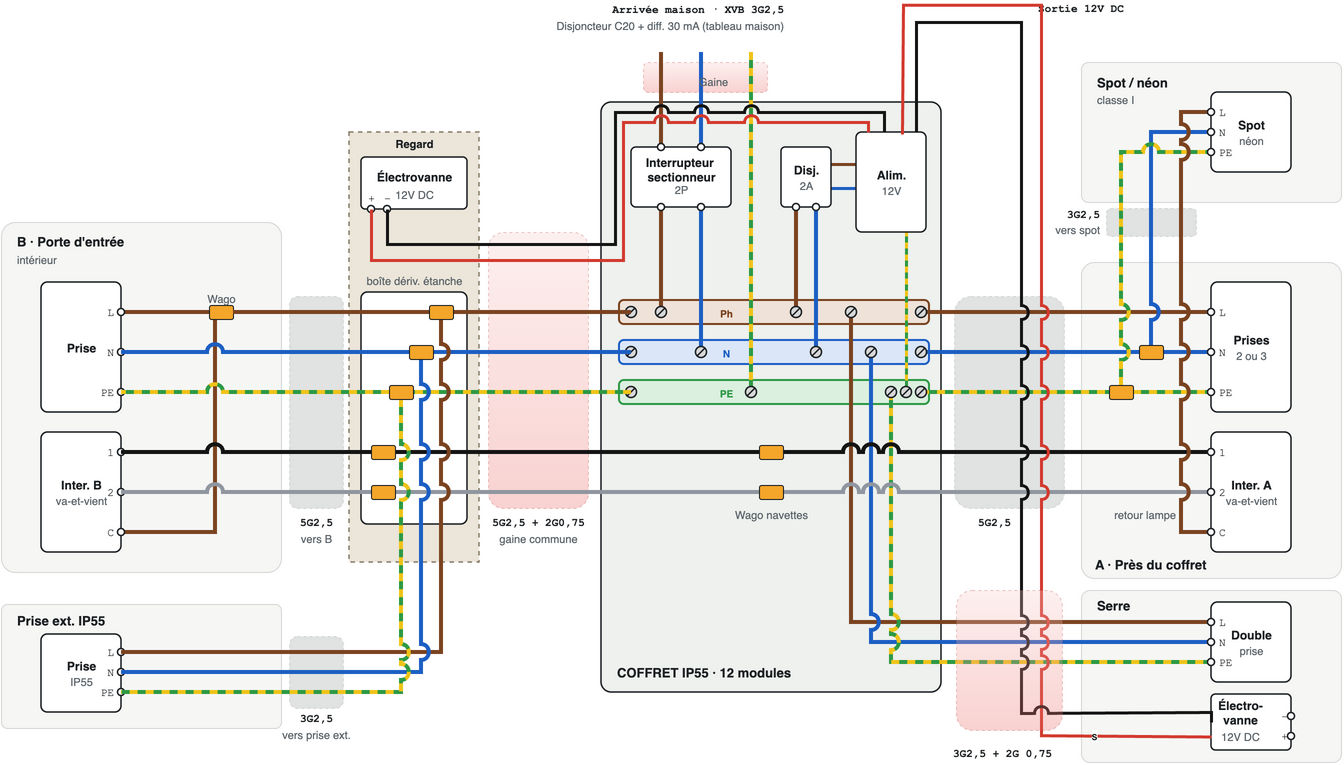 Arrivée maison · XVB 3G2,5
Disjoncteur C20 + diff. 30 mA (tableau maison)
Gaine
Sortie 12V DC
Spot / néon
classe I
L
N
PE
Spot
néon
3G2,5
vers spot
Regard
Électrovanne
12V DC
+
−
boîte dériv. étanche
Interrupteur
sectionneur
2P
Disj.
2A
Alim.
12V
B · Porte d'entrée
intérieur
Wago
Prise
L
N
PE
Inter. B
va-et-vient
1
2
C
5G2,5
vers B
5G2,5 + 2G0,75
gaine commune
Ph
N
PE
Wago navettes
COFFRET IP55 · 12 modules
5G2,5
L
N
PE
Prises
2 ou 3
1
2
C
Inter. A
va-et-vient
retour lampe
A · Près du coffret
Prise ext. IP55
Prise
IP55
L
N
PE
3G2,5
vers prise ext.
Serre
L
N
PE
Double
prise
Électro-
vanne
12V DC
−
+
S
3G2,5 + 2G 0,75